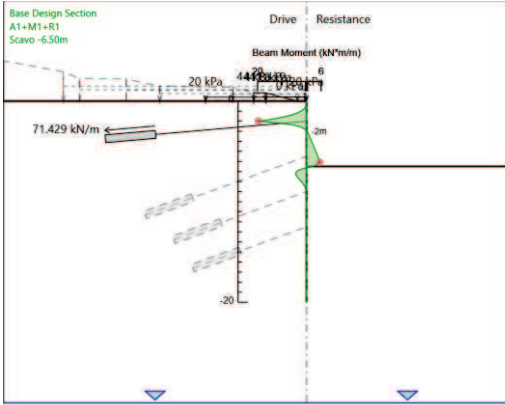 Base Design Section
A1+M1+R1
Scavo -6.50m
Drive
Resistance
Beam Moment (kN*m/m)
20 kPa
0
71.429 kN/m
-2m
-20